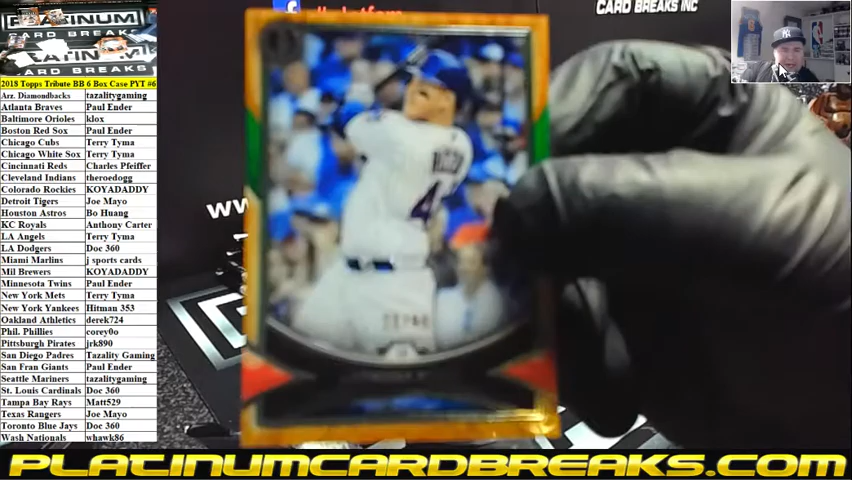 CARD BREAKS INC
2018 Topps Tribute BB 6 Box Case PYT #6
Arz. Diamondbacks tazalitygaming
Atlanta Braves Paul Ender
Baltimore Orioles klox
Boston Red Sox Paul Ender
Chicago Cubs Terry Tyma
Chicago White Sox Terry Tyma
Cincinnati Reds Charles Pfeiffer
Cleveland Indians theroedogg
Colorado Rockies KOYADADDY
Detroit Tigers Joe Mayo
Houston Astros Bo Huang
KC Royals Anthony Carter
LA Angels Terry Tyma
LA Dodgers Doc 360
Miami Marlins j sports cards
Mil Brewers KOYADADDY
Minnesota Twins Paul Ender
New York Mets Terry Tyma
New York Yankees Hitman 353
Oakland Athletics derek724
Phil. Phillies corey0o
Pittsburgh Pirates jrk890
San Diego Padres Tazality Gaming
San Fran Giants Paul Ender
Seattle Mariners tazalitygaming
St. Louis Cardinals Doc 360
Tampa Bay Rays Matt529
Texas Rangers Joe Mayo
Toronto Blue Jays Doc 360
Wash Nationals whawk86
PLATINUMCARDBREAKS.COM